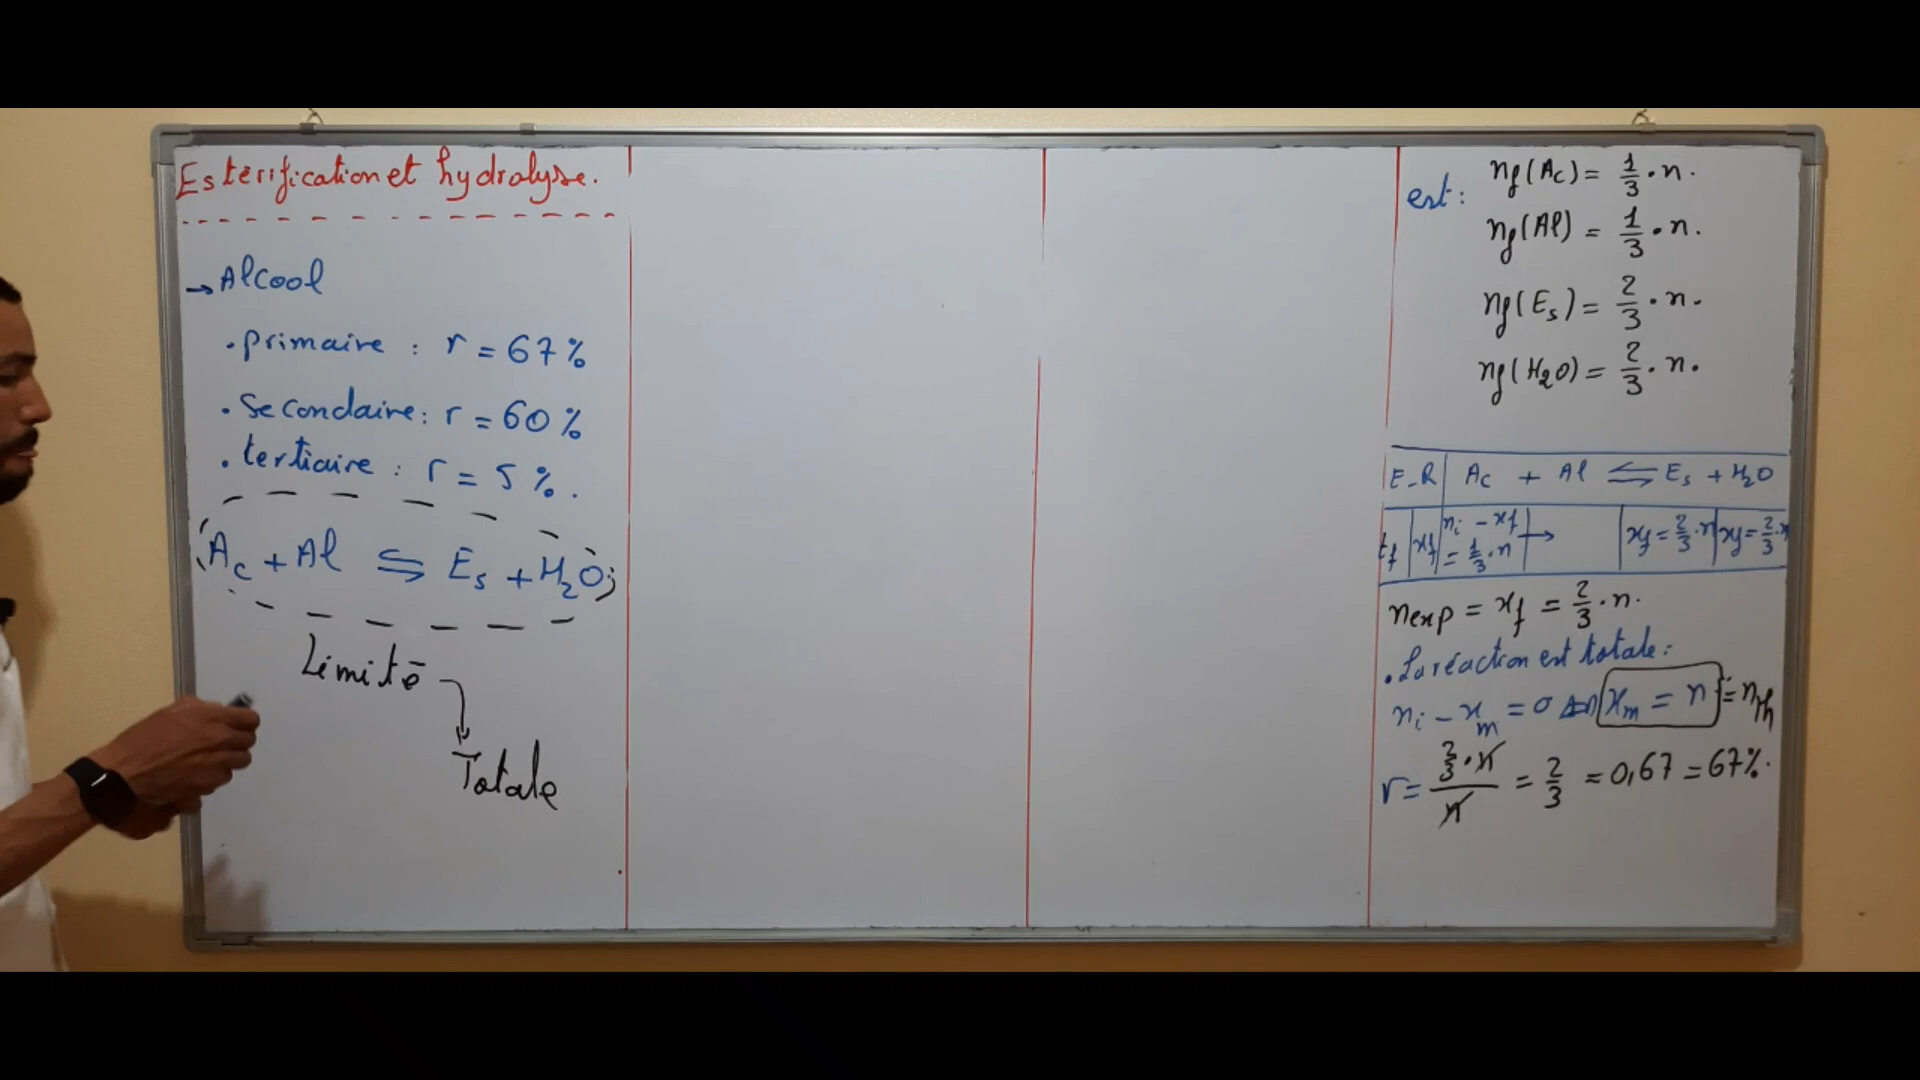 Estérification et hydrolyse.
→ Alcool
. primaire : r = 67%
. secondaire : r = 60%
. tertiaire : r = 5%.
Ac + Al ⇌ Es + H₂O
Limité
Totale
est : nf(Ac) = 1/3 . n.
nf(Al) = 1/3 . n.
nf(Es) = 2/3 . n.
nf(H₂O) = 2/3 . n.
E-R | Ac + Al ⇌ Es + H₂O
tf | xf | ni - xf = 1/3 . n | → | xf = 2/3 . n | xf = 2/3 . n
nexp = xf = 2/3 . n.
. La réaction est totale :
ni - xm = 0 ⇒ xm = n = nth
r = 2/3 . n / n = 2/3 = 0,67 = 67%.